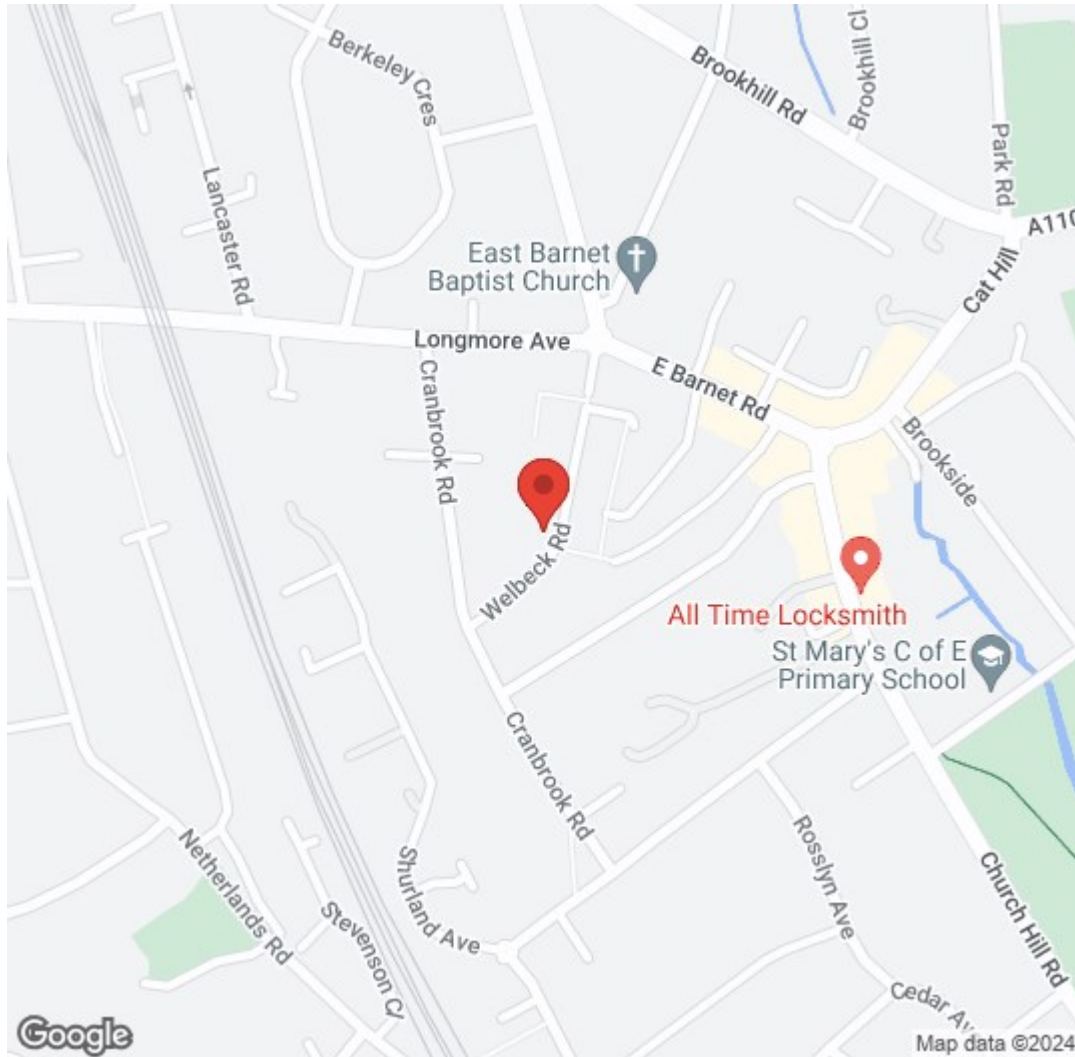 Berkeley Cres
Brookhill Rd
Brookhill Cl
Park Rd
Lancaster Rd
A110
East Barnet
Baptist Church
Cat Hill
Longmore Ave
E Barnet Rd
Cranbrook Rd
Brookside
Welbeck Rd
All Time Locksmith
St Mary's C of E
Primary School
Cranbrook Rd
Netherlands Rd
Shurland Ave
Stevenson Cl
Rosslyn Ave
Church Hill Rd
Cedar Av
Google
Map data ©2024